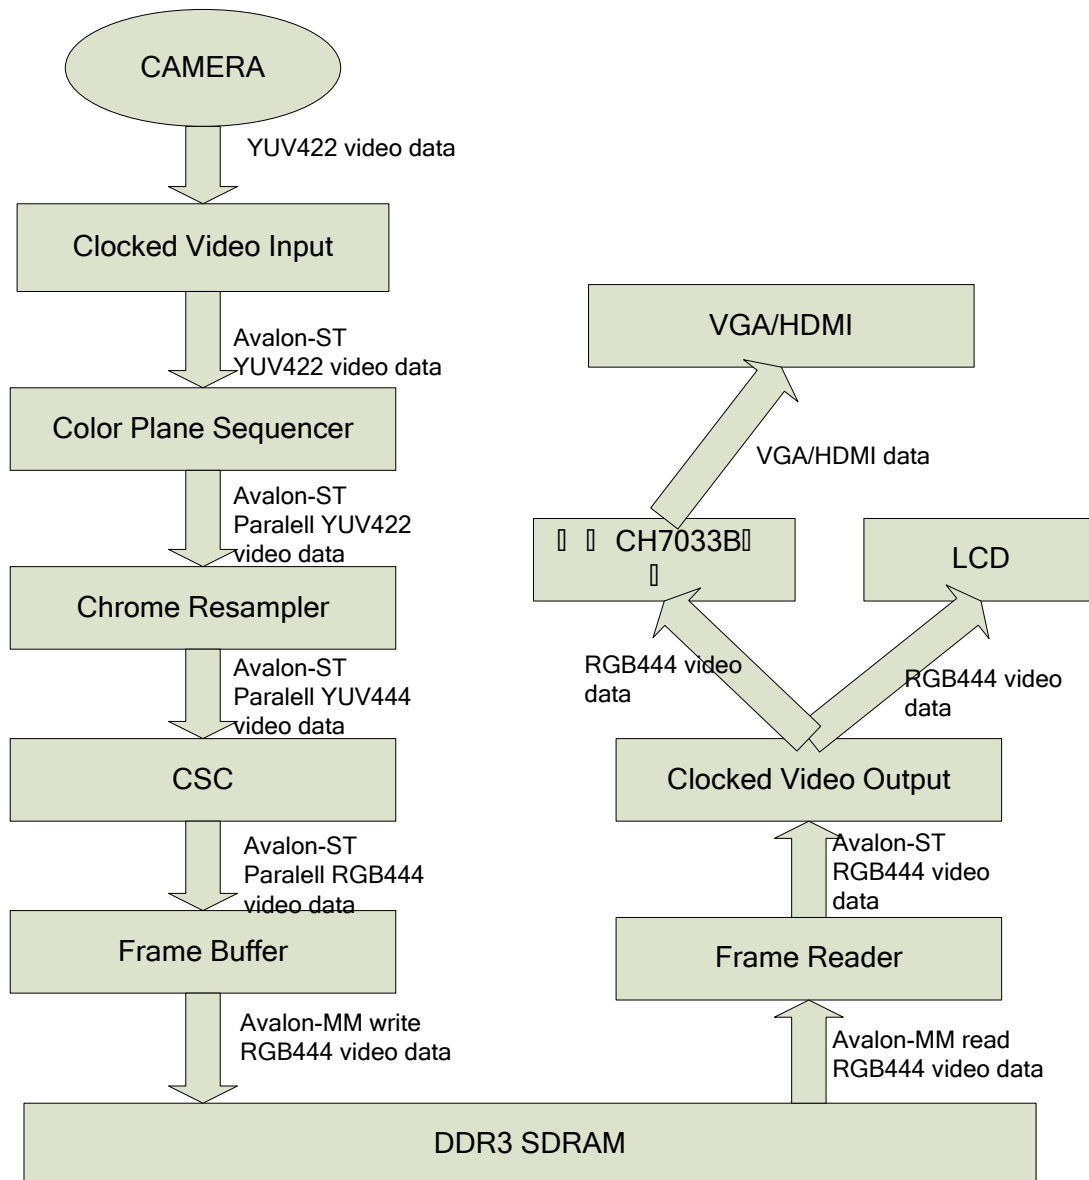 CAMERA
YUV422 video data
Clocked Video Input
Avalon-ST
YUV422 video data
Color Plane Sequencer
Avalon-ST
Paralell YUV422
video data
Chrome Resampler
Avalon-ST
Paralell YUV444
video data
CSC
Avalon-ST
Paralell RGB444
video data
Frame Buffer
Avalon-MM write
RGB444 video data
DDR3 SDRAM
Avalon-MM read
RGB444 video data
Frame Reader
Avalon-ST
RGB444 video
data
Clocked Video Output
RGB444 video
data
RGB444 video
data
CH7033B
LCD
VGA/HDMI data
VGA/HDMI